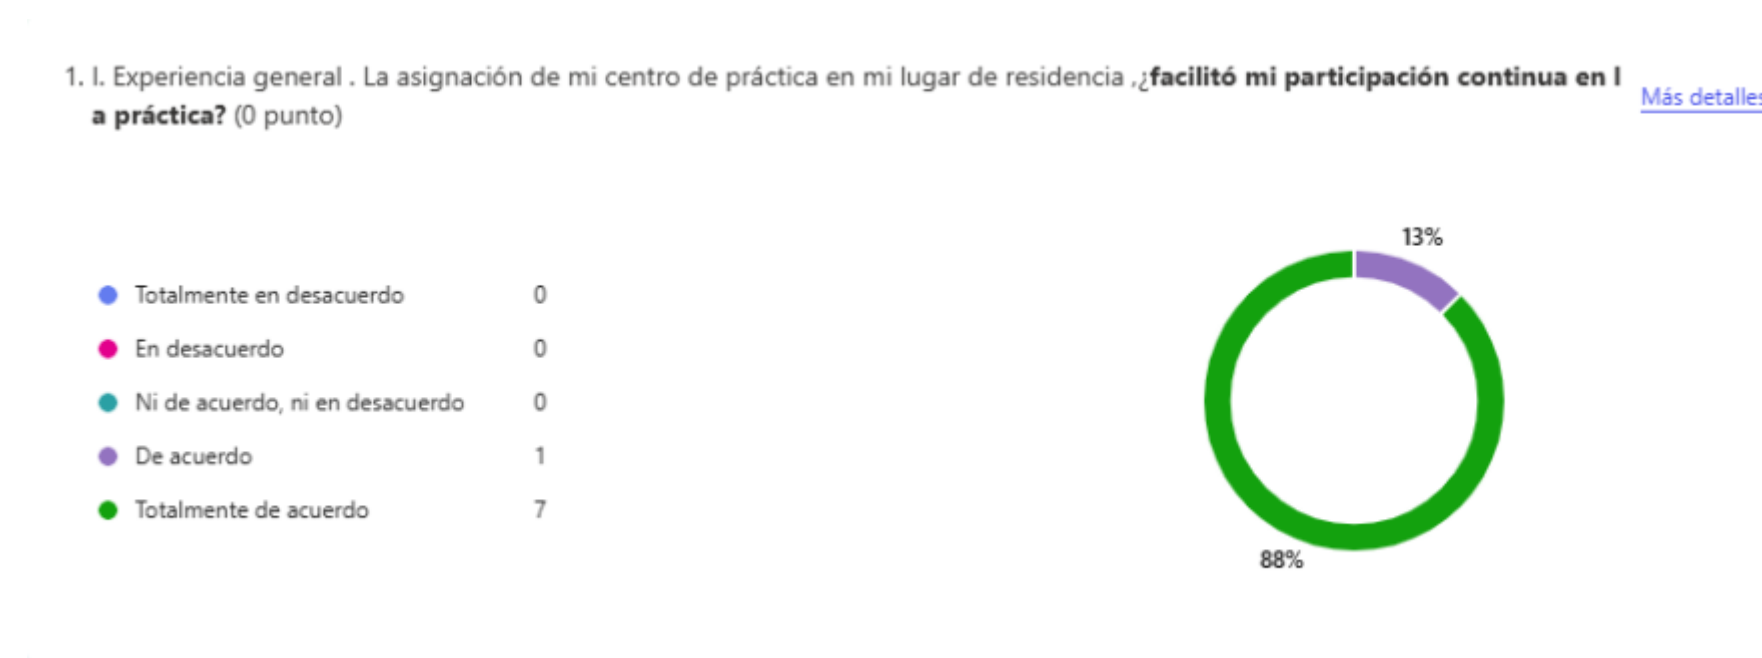 1. I. Experiencia general . La asignación de mi centro de práctica en mi lugar de residencia ,¿facilitó mi participación continua en l
a práctica? (0 punto)
Más detalles
13%
Totalmente en desacuerdo 0
En desacuerdo 0
Ni de acuerdo, ni en desacuerdo 0
De acuerdo 1
Totalmente de acuerdo 7
88%